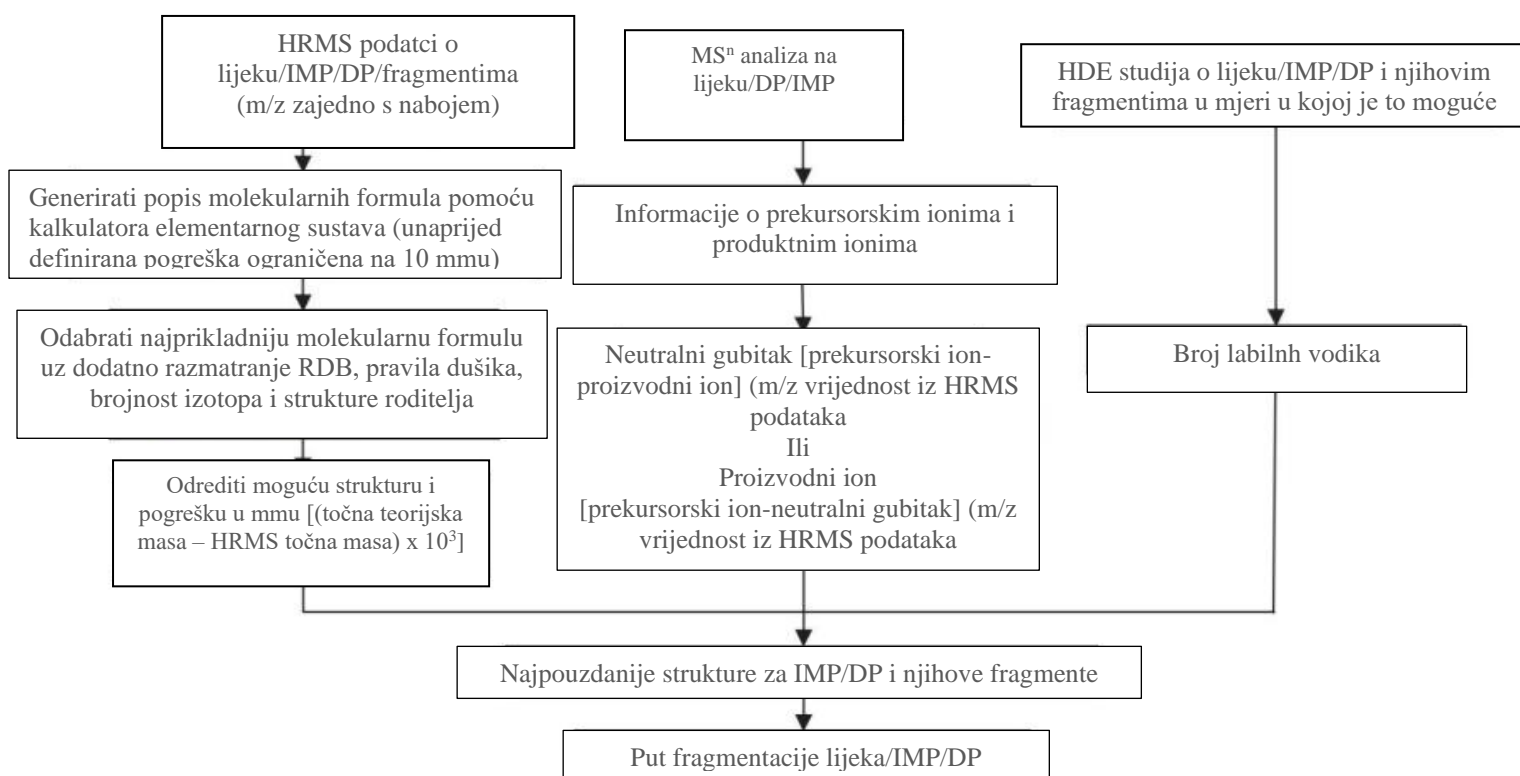 HRMS podatci o
lijeku/IMP/DP/fragmentima
(m/z zajedno s nabojem)
Generirati popis molekularnih formula pomoću
kalkulatora elementarnog sustava (unaprijed
definirana pogreška ograničena na 10 mmu)
Odabrati najprikladniju molekularnu formulu
uz dodatno razmatranje RDB, pravila dušika,
brojnost izotopa i strukture roditelja
Odrediti moguću strukturu i
pogrešku u mmu [(točna teorijska
masa – HRMS točna masa) x 10³]
MSⁿ analiza na
lijeku/DP/IMP
Informacije o prekursorskim ionima i
produktnim ionima
Neutralni gubitak [prekursorski ion-
proizvodni ion] (m/z vrijednost iz HRMS
podataka
Ili
Proizvodni ion
[prekursorski ion-neutralni gubitak] (m/z
vrijednost iz HRMS podataka
HDE studija o lijeku/IMP/DP i njihovim
fragmentima u mjeri u kojoj je to moguće
Broj labilnh vodika
Najpouzdanije strukture za IMP/DP i njihove fragmente
Put fragmentacije lijeka/IMP/DP